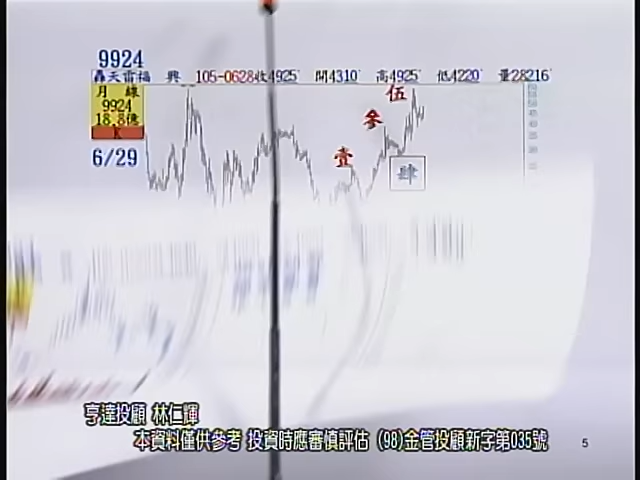 9924
轟天雷福 興 105-0628收4925' 開4310' 高4925' 低4220' 量28216'
月 線
9924
18.8億
K
6/29
伍
參
壹
肆
亨達投顧 林仁輝
本資料僅供參考 投資時應審慎評估 (98)金管投顧新字第035號
5